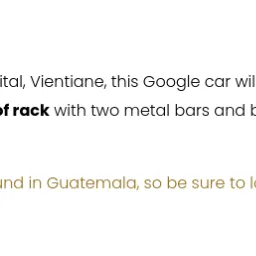 ital, Vientiane, this Google car wil
of rack with two metal bars and b
und in Guatemala, so be sure to l